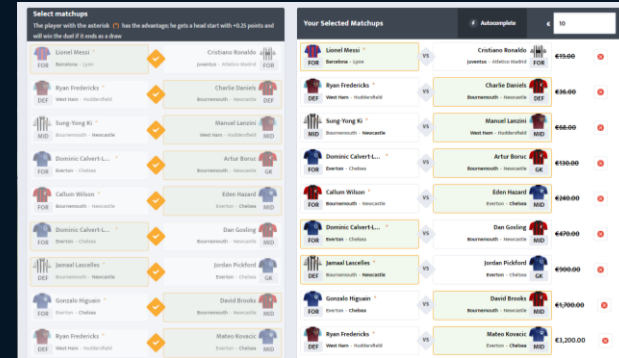 Select matchups
The player with the asterisk * has the advantage; he gets a head start with +0.25 points and
will win the duel if it ends as a draw
Lionel Messi *
Barcelona - Lyon
FOR
Cristiano Ronaldo
Juventus - Atletico Madrid
FOR
Ryan Fredericks *
West Ham - Huddersfield
DEF
Charlie Daniels
Bournemouth - Newcastle
DEF
Sung-Yong Ki *
Bournemouth - Newcastle
MID
Manuel Lanzini
West Ham - Huddersfield
MID
Dominic Calvert-L... *
Everton - Chelsea
FOR
Artur Boruc
Bournemouth - Newcastle
GK
Callum Wilson *
Bournemouth - Newcastle
FOR
Eden Hazard
Everton - Chelsea
MID
Dominic Calvert-L... *
Everton - Chelsea
FOR
Dan Gosling
Bournemouth - Newcastle
MID
Jamaal Lascelles *
Bournemouth - Newcastle
DEF
Jordan Pickford
Everton - Chelsea
GK
Gonzalo Higuain *
Everton - Chelsea
FOR
David Brooks
Bournemouth - Newcastle
MID
Ryan Fredericks *
West Ham - Huddersfield
DEF
Mateo Kovacic
Everton - Chelsea
MID
Your Selected Matchups
Autocomplete
€ 10
Lionel Messi *
Barcelona - Lyon
FOR
VS
Cristiano Ronaldo
Juventus - Atletico Madrid
FOR
€19.00
Ryan Fredericks *
West Ham - Huddersfield
DEF
VS
Charlie Daniels
Bournemouth - Newcastle
DEF
€36.00
Sung-Yong Ki *
Bournemouth - Newcastle
MID
VS
Manuel Lanzini
West Ham - Huddersfield
MID
€68.00
Dominic Calvert-L... *
Everton - Chelsea
FOR
VS
Artur Boruc
Bournemouth - Newcastle
GK
€130.00
Callum Wilson *
Bournemouth - Newcastle
FOR
VS
Eden Hazard
Everton - Chelsea
MID
€240.00
Dominic Calvert-L... *
Everton - Chelsea
FOR
VS
Dan Gosling
Bournemouth - Newcastle
MID
€470.00
Jamaal Lascelles *
Bournemouth - Newcastle
DEF
VS
Jordan Pickford
Everton - Chelsea
GK
€900.00
Gonzalo Higuain *
Everton - Chelsea
FOR
VS
David Brooks
Bournemouth - Newcastle
MID
€1,700.00
Ryan Fredericks *
West Ham - Huddersfield
DEF
VS
Mateo Kovacic
Everton - Chelsea
MID
€3,200.00